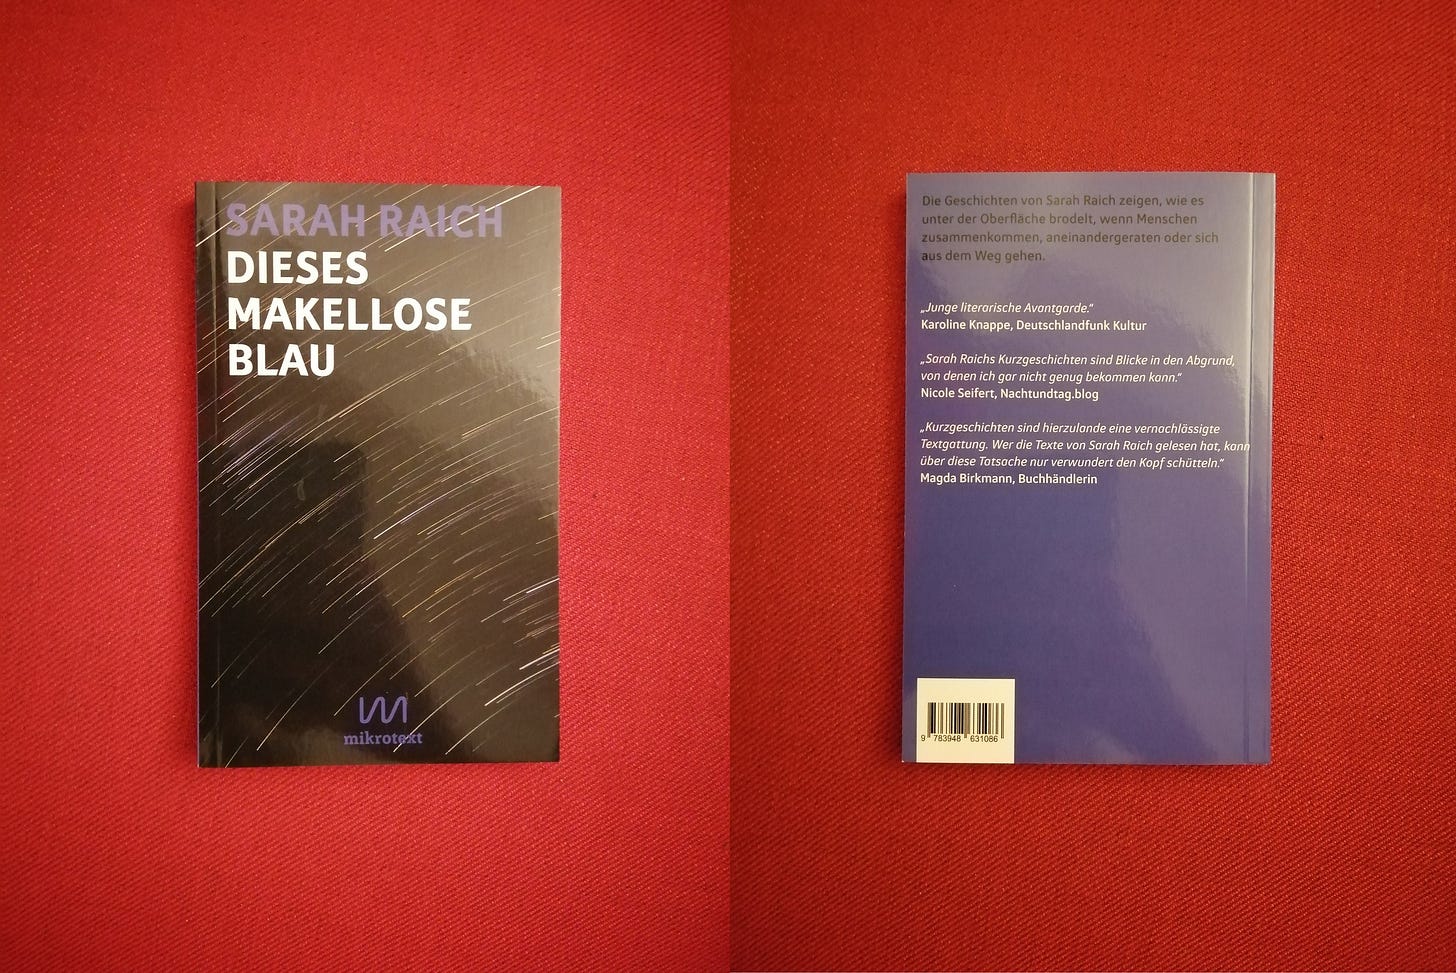 SARAH RAICH
DIESES
MAKELLOSE
BLAU
mikrotext
Die Geschichten von Sarah Raich zeigen, wie es
unter der Oberfläche brodelt, wenn Menschen
zusammenkommen, aneinandergeraten oder sich
aus dem Weg gehen.
„Junge literarische Avantgarde.“
Karoline Knappe, Deutschlandfunk Kultur
„Sarah Raichs Kurzgeschichten sind Blicke in den Abgrund,
von denen ich gar nicht genug bekommen kann.“
Nicole Seifert, Nachtundtag.blog
„Kurzgeschichten sind hierzulande eine vernachlässigte
Textgattung. Wer die Texte von Sarah Raich gelesen hat, kann
über diese Tatsache nur verwundert den Kopf schütteln.“
Magda Birkmann, Buchhändlerin
9 783948 631086